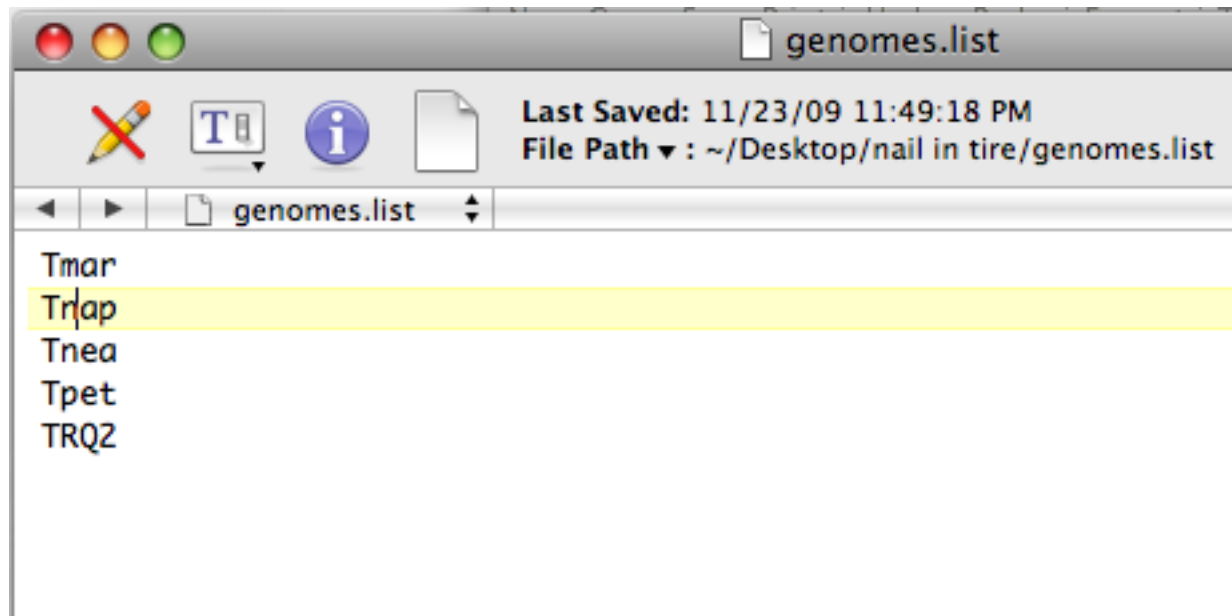 genomes.list
Last Saved: 11/23/09 11:49:18 PM
File Path ▾ : ~/Desktop/nail in tire/genomes.list
genomes.list
Tmar
Tnap
Tnea
Tpet
TRQ2